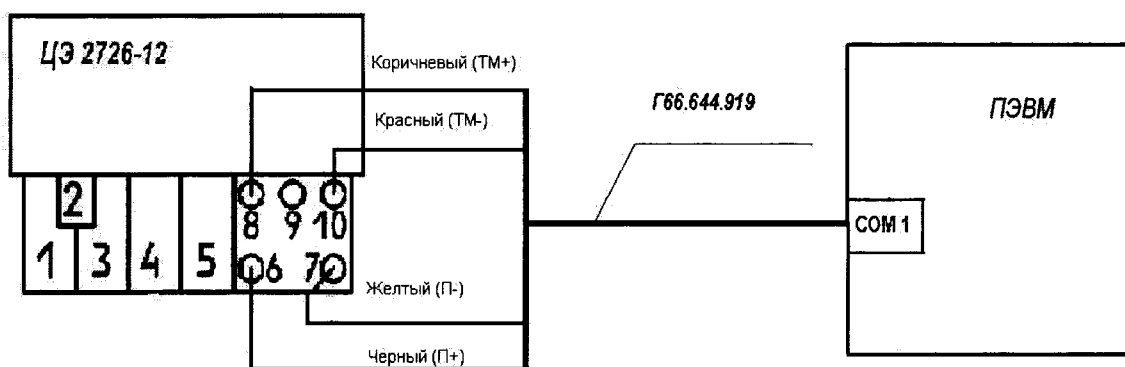 ЦЭ 2726-12
Коричневый (ТМ+)
Г66.644.919
ПЭВМ
Красный (ТМ-)
2
8 9 10
COM 1
1 3 4 5 6 7
Желтый (П-)
Чёрный (П+)